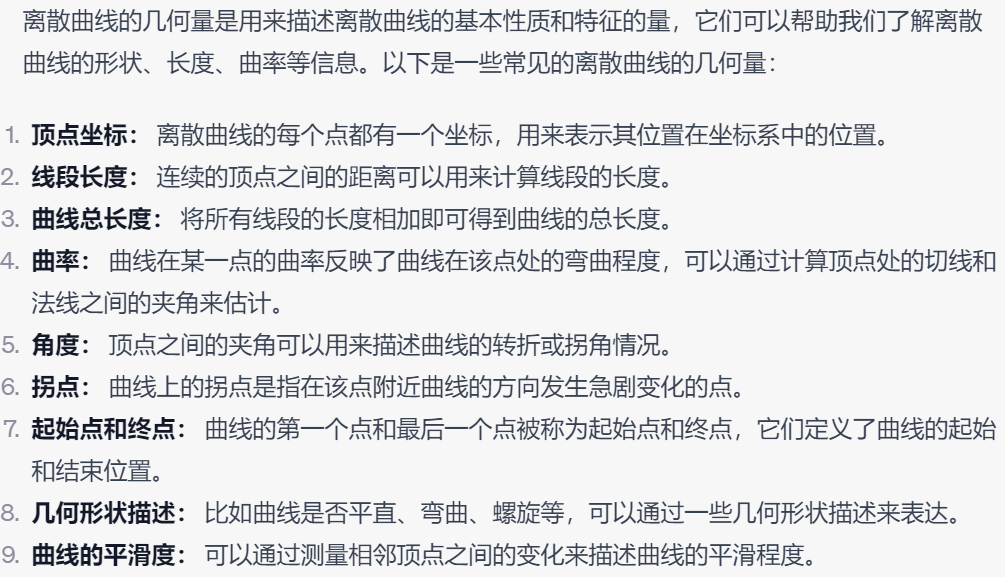 离散曲线的几何量是用来描述离散曲线的基本性质和特征的量，它们可以帮助我们了解离散
曲线的形状、长度、曲率等信息。以下是一些常见的离散曲线的几何量：
1. 顶点坐标： 离散曲线的每个点都有一个坐标，用来表示其位置在坐标系中的位置。
2. 线段长度： 连续的顶点之间的距离可以用来计算线段的长度。
3. 曲线总长度： 将所有线段的长度相加即可得到曲线的总长度。
4. 曲率： 曲线在某一点的曲率反映了曲线在该点处的弯曲程度，可以通过计算顶点处的切线和
法线之间的夹角来估计。
5. 角度： 顶点之间的夹角可以用来描述曲线的转折或拐角情况。
6. 拐点： 曲线上的拐点是指在该点附近曲线的方向发生急剧变化的点。
7. 起始点和终点： 曲线的第一个点和最后一个点被称为起始点和终点，它们定义了曲线的起始
和结束位置。
8. 几何形状描述： 比如曲线是否平直、弯曲、螺旋等，可以通过一些几何形状描述来表达。
9. 曲线的平滑度： 可以通过测量相邻顶点之间的变化来描述曲线的平滑程度。